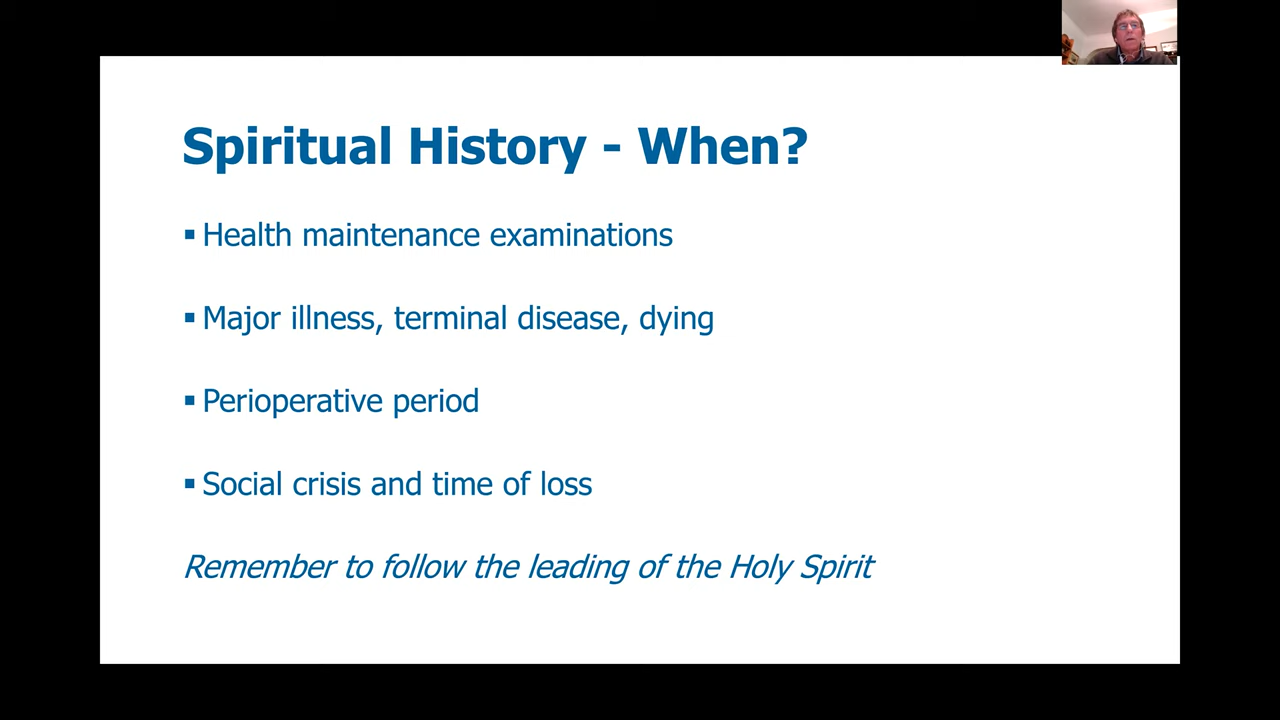 Spiritual History - When?
▪ Health maintenance examinations
▪ Major illness, terminal disease, dying
▪ Perioperative period
▪ Social crisis and time of loss
Remember to follow the leading of the Holy Spirit